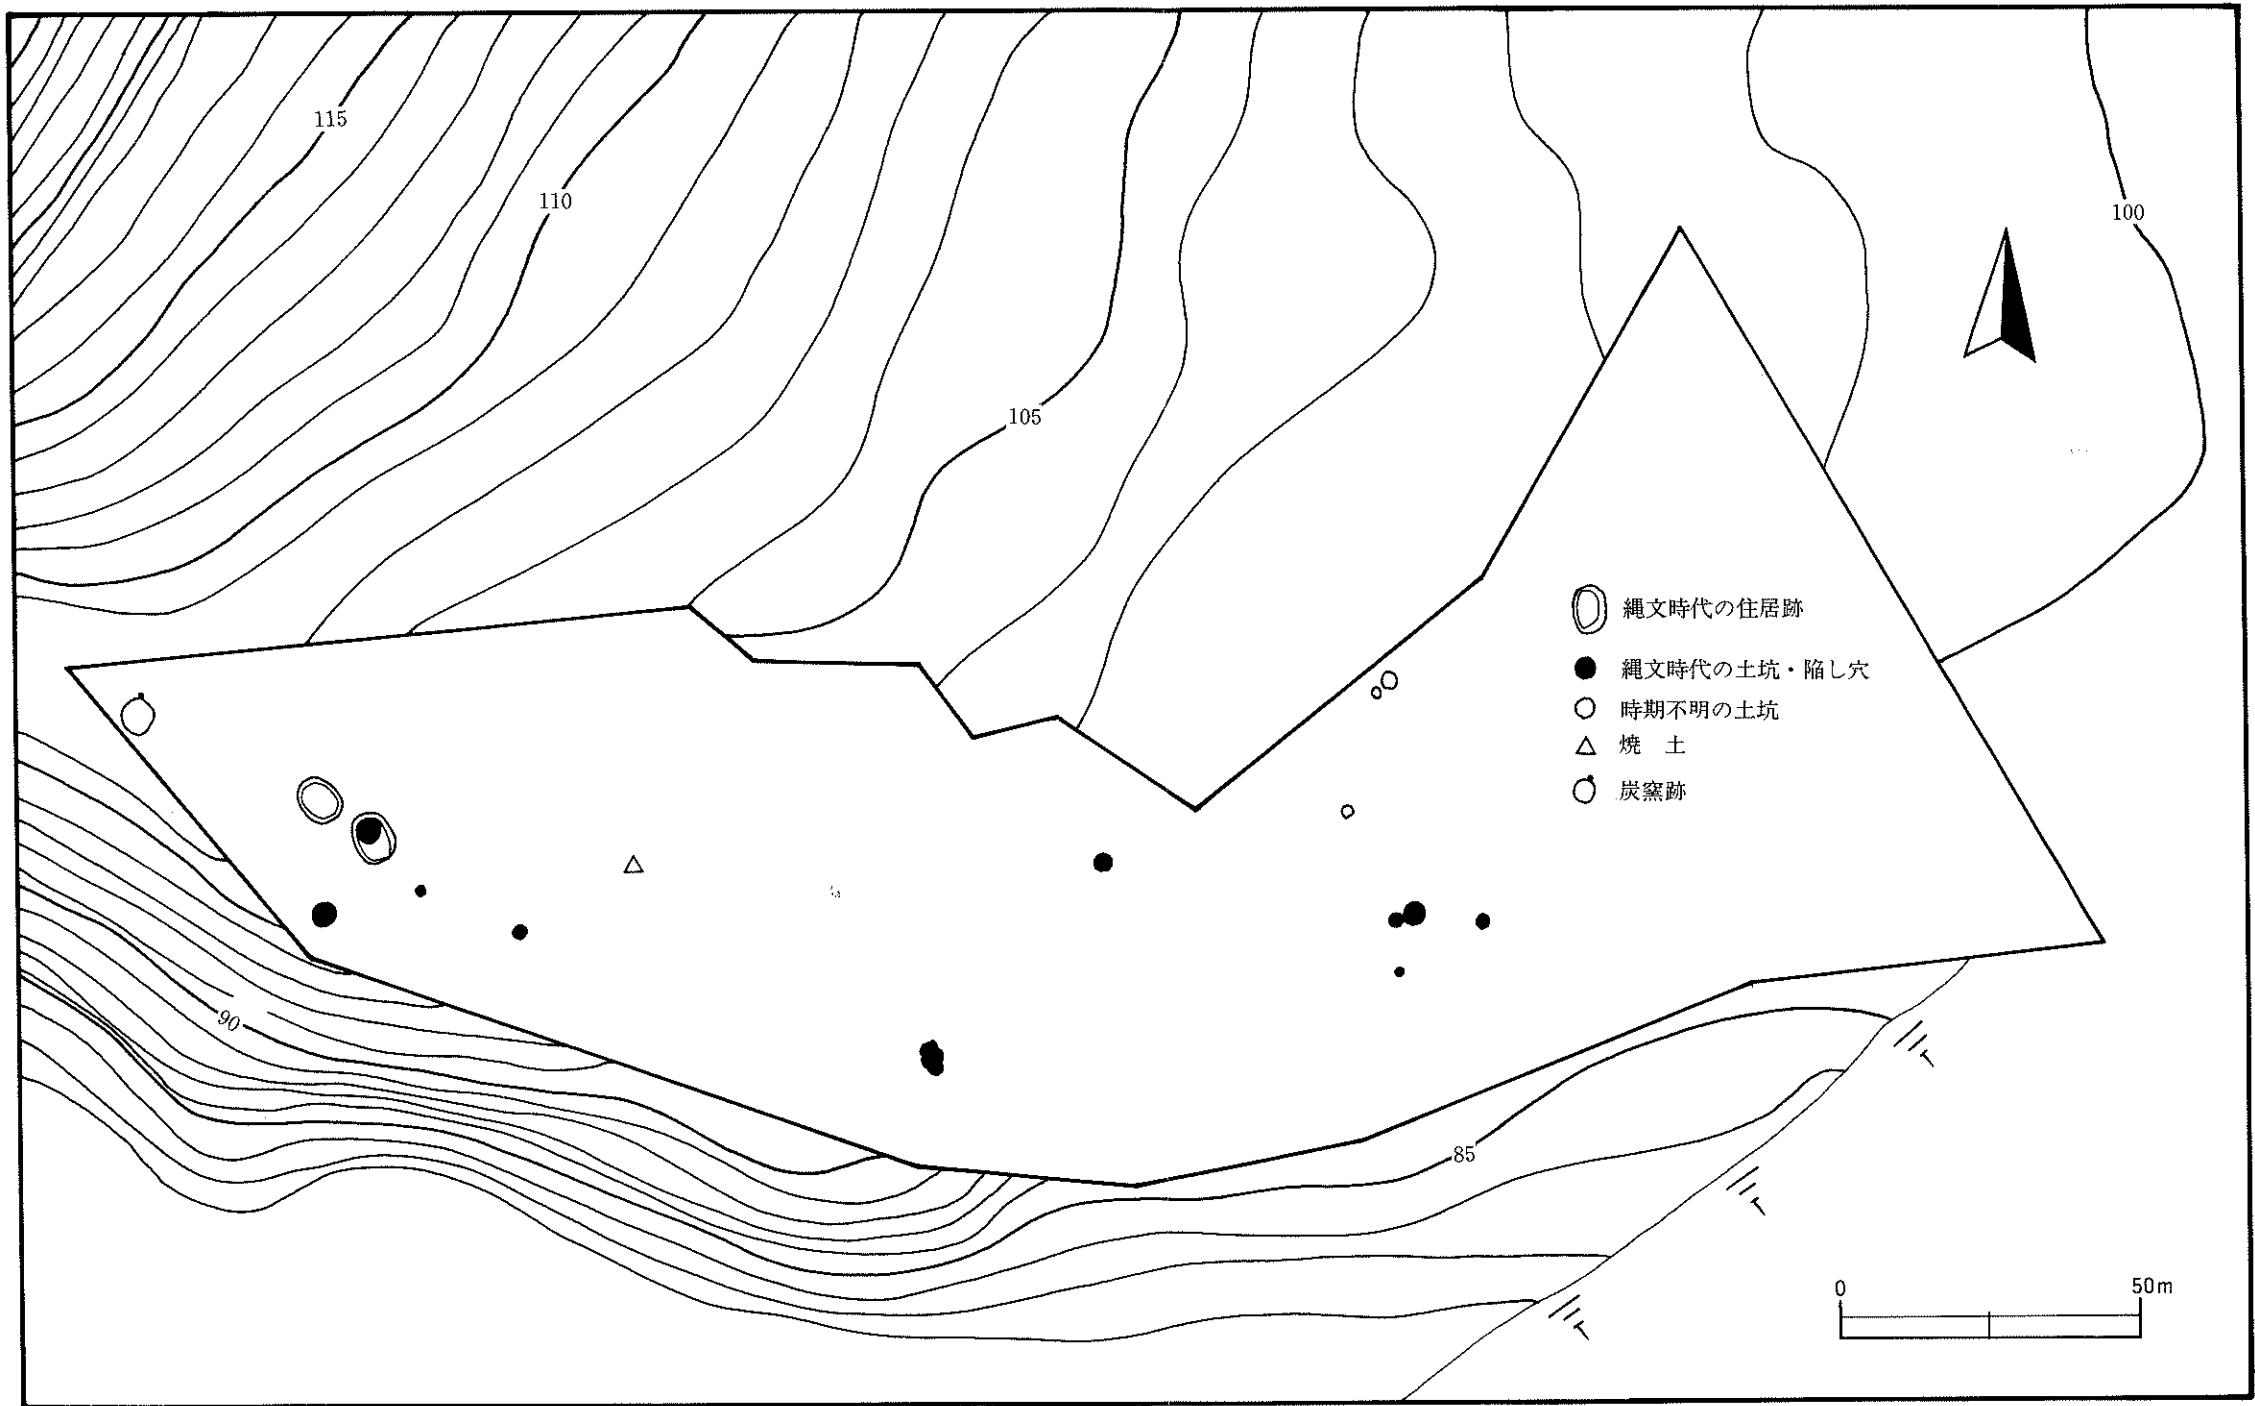 115
110
100
105
縄文時代の住居跡
縄文時代の土坑・陥し穴
時期不明の土坑
焼 土
炭窯跡
90
85
0 50m